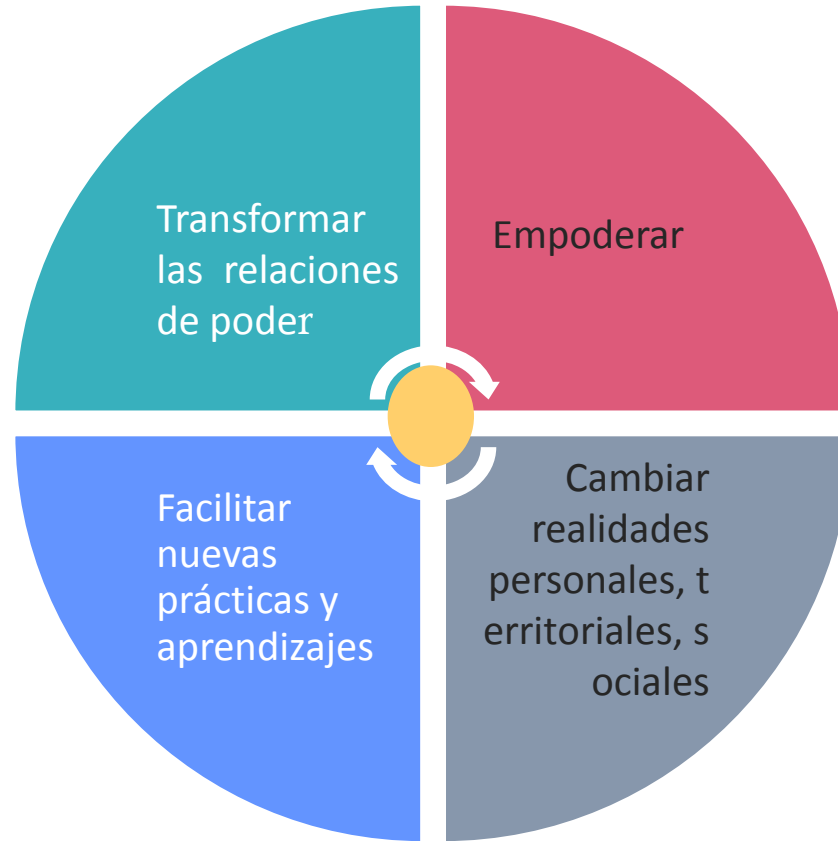 Transformar
las  relaciones
de poder
Empoderar
Facilitar
nuevas
prácticas y
aprendizajes
Cambiar
realidades
personales, t
erritoriales, s
ociales